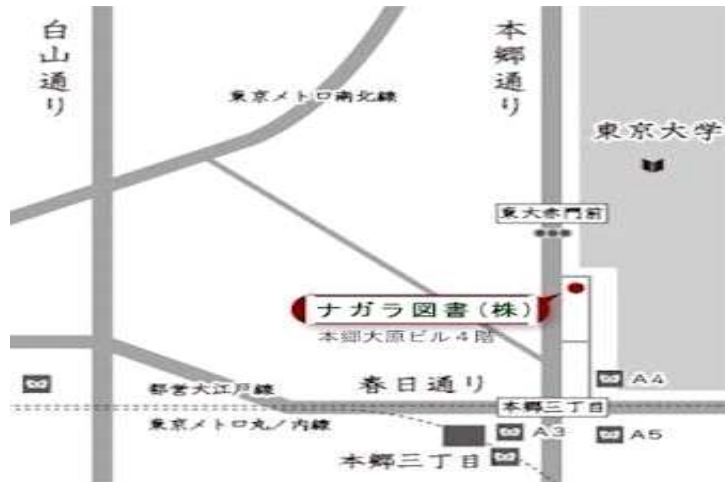 白山通り
本郷通り
東京メトロ南北線
東京大学
東大赤門前
ナガラ図書(株)
本郷大原ビル4階
都営大江戸線
春日通り
A4
本郷三丁目
東京メトロ丸ノ内線
A3
A5
本郷三丁目